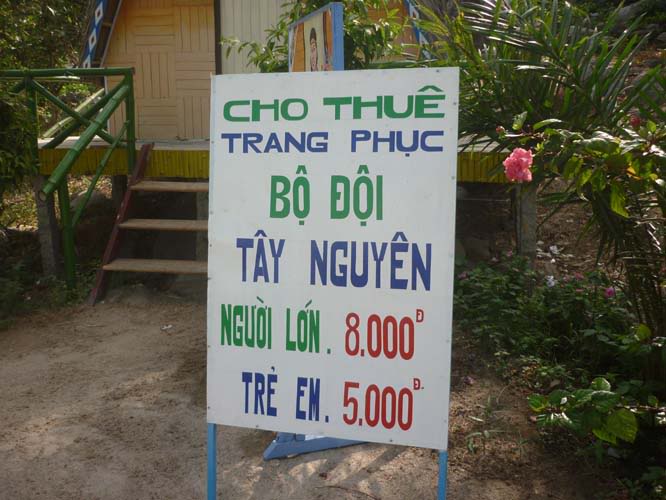 CHO THUÊ
TRANG PHỤC
BỘ ĐỘI
TÂY NGUYÊN
NGƯỜI LỚN. 8.000Đ
TRẺ EM. 5.000Đ